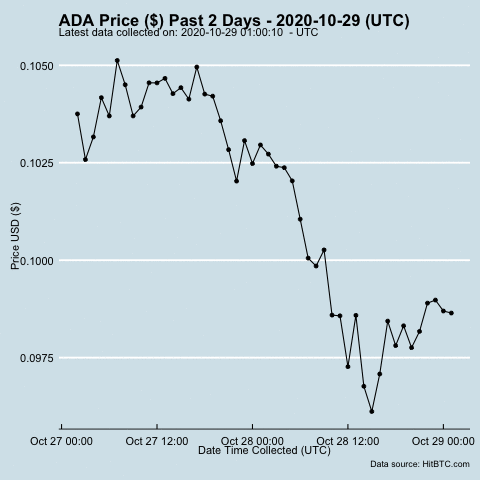 ADA Price ($) Past 2 Days - 2020-10-29 (UTC)
Latest data collected on: 2020-10-29 01:00:10 - UTC
0.1050
0.1025
0.1000
0.0975
Price USD ($)
Oct 27 00:00 Oct 27 12:00 Oct 28 00:00 Oct 28 12:00 Oct 29 00:00
Date Time Collected (UTC)
Data source: HitBTC.com